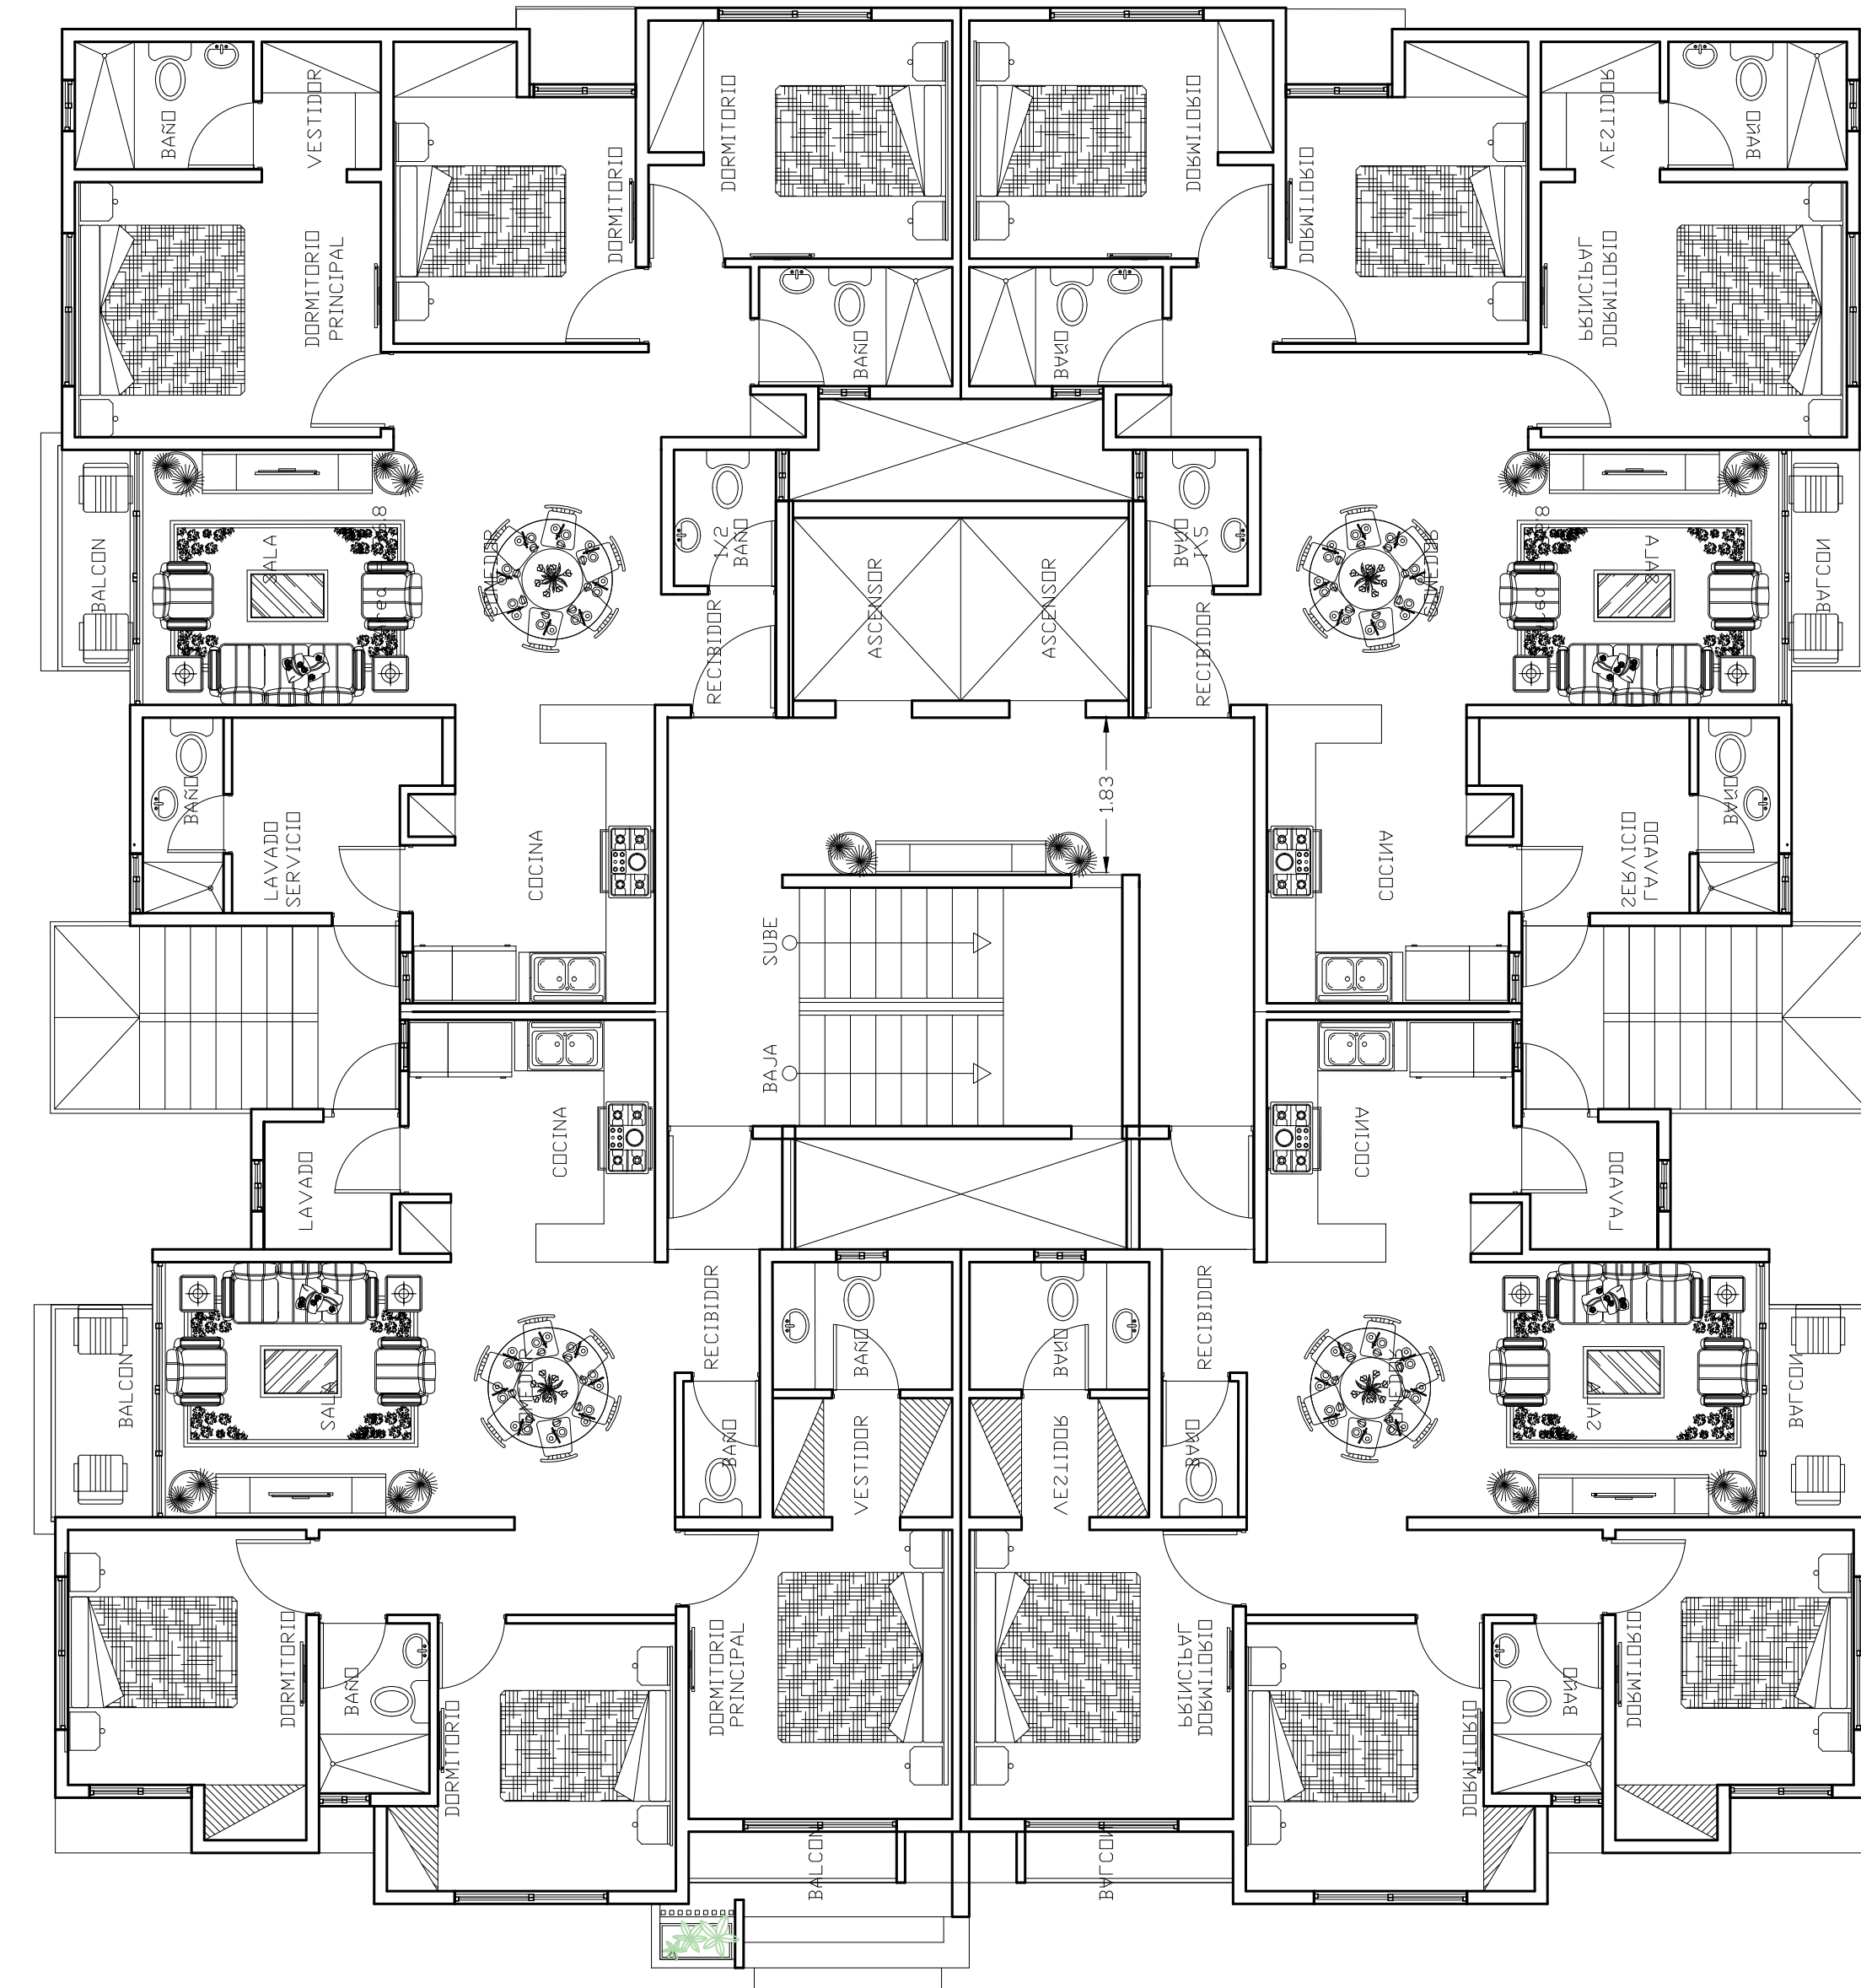 BAÑO
VESTIDOR
DORMITORIO
PRINCIPAL
DORMITORIO
DORMITORIO
BAÑO
DORMITORIO
BAÑO
DORMITORIO
VESTIDOR
BAÑO
DORMITORIO
PRINCIPAL
BALCON
SALA
1/2
BAÑO
RECIBIDOR
ASCENSOR
ASCENSOR
1/2
BAÑO
RECIBIDOR
SALA
BALCON
BAÑO
LAVADO
SERVICIO
COCINA
1.83
COCINA
LAVADO
SERVICIO
BAÑO
SUBE
BAJA
LAVADO
COCINA
COCINA
LAVADO
BALCON
SALA
RECIBIDOR
BAÑO
BAÑO
VESTIDOR
BAÑO
VESTIDOR
RECIBIDOR
BAÑO
SALA
BALCON
DORMITORIO
BAÑO
DORMITORIO
DORMITORIO
PRINCIPAL
BALCON
DORMITORIO
PRINCIPAL
BALCON
DORMITORIO
BAÑO
DORMITORIO